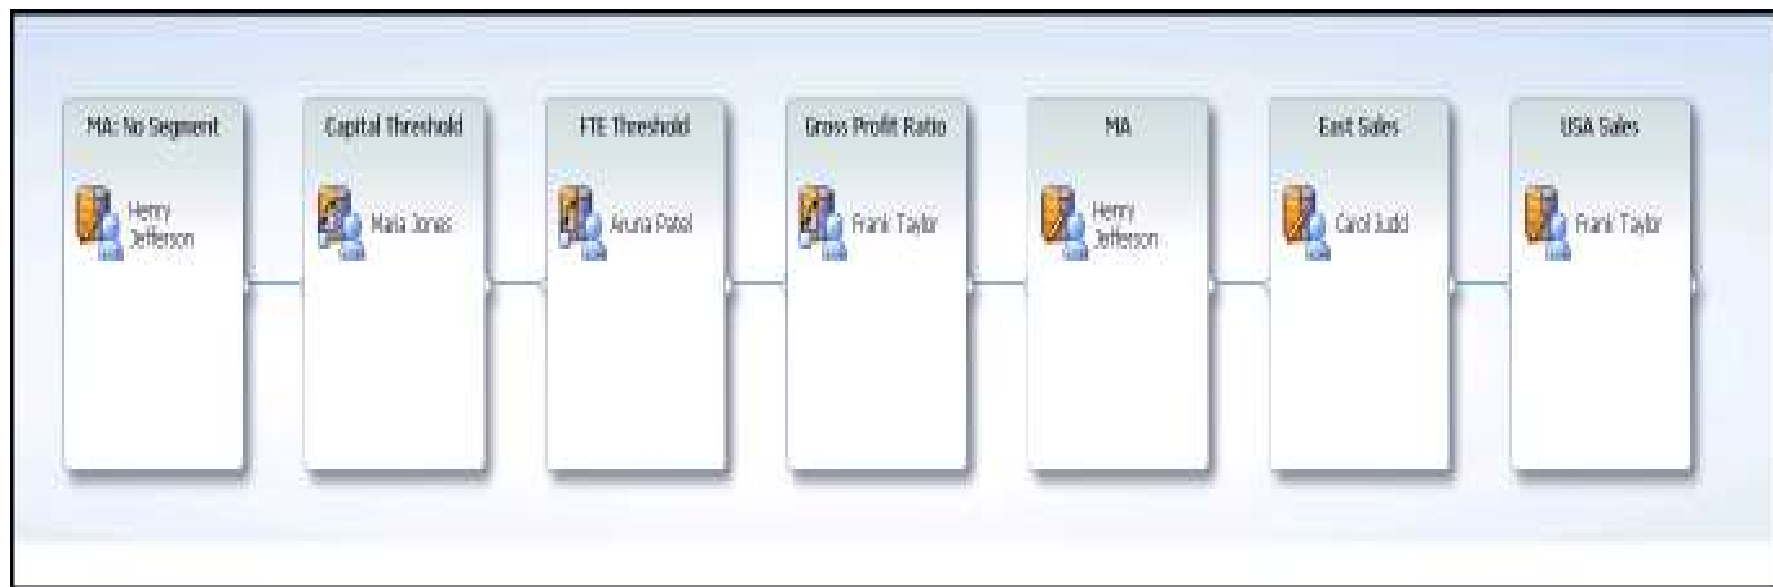 MA: No Segment
Henry
Jefferson
Capital Threshold
Maria Jones
FTE Threshold
Aruna Patel
Gross Profit Ratio
Frank Taylor
MA
Henry
Jefferson
East Sales
Carol Judd
USA Sales
Frank Taylor